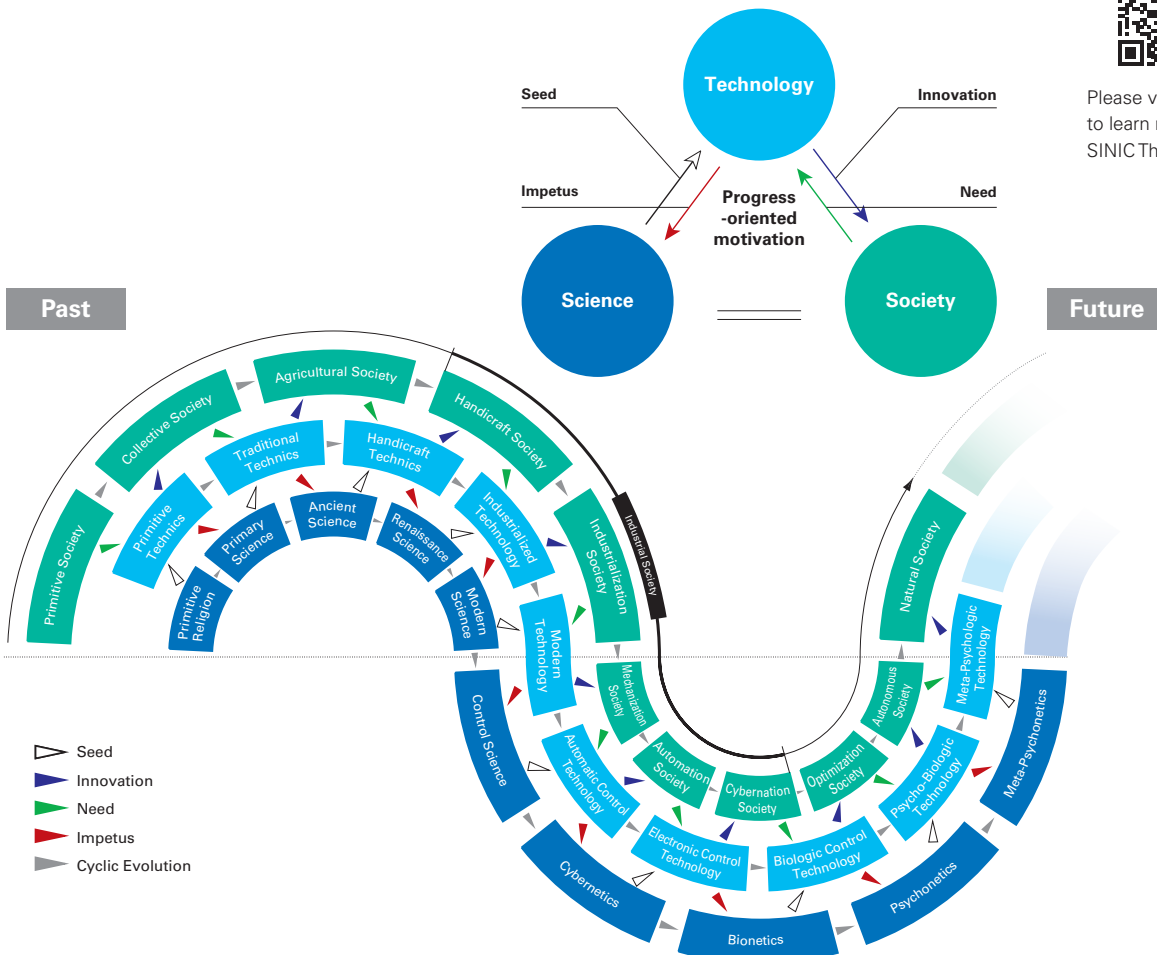 Technology
Seed
Innovation
Please v
to learn
SINIC Th
Impetus
Need
Progress
-oriented
motivation
Science
Society
Past
Future
Primitive Society
Collective Society
Agricultural Society
Handicraft Society
Industrialization
Society
Industrial Society
Mechanization
Society
Automation
Society
Cybernation
Society
Optimization
Society
Autonomous
Society
Natural Society
Primitive
Technics
Traditional
Technics
Handicraft
Technics
Industrialized
Technology
Modern
Technology
Automatic Control
Technology
Electronic Control
Technology
Biologic Control
Technology
Psycho-Biologic
Technology
Meta-Psychologic
Technology
Primitive
Religion
Primary
Science
Ancient
Science
Renaissance
Science
Modern
Science
Control Science
Cybernetics
Bionetics
Psychonetics
Meta-Psychonetics
Seed
Innovation
Need
Impetus
Cyclic Evolution